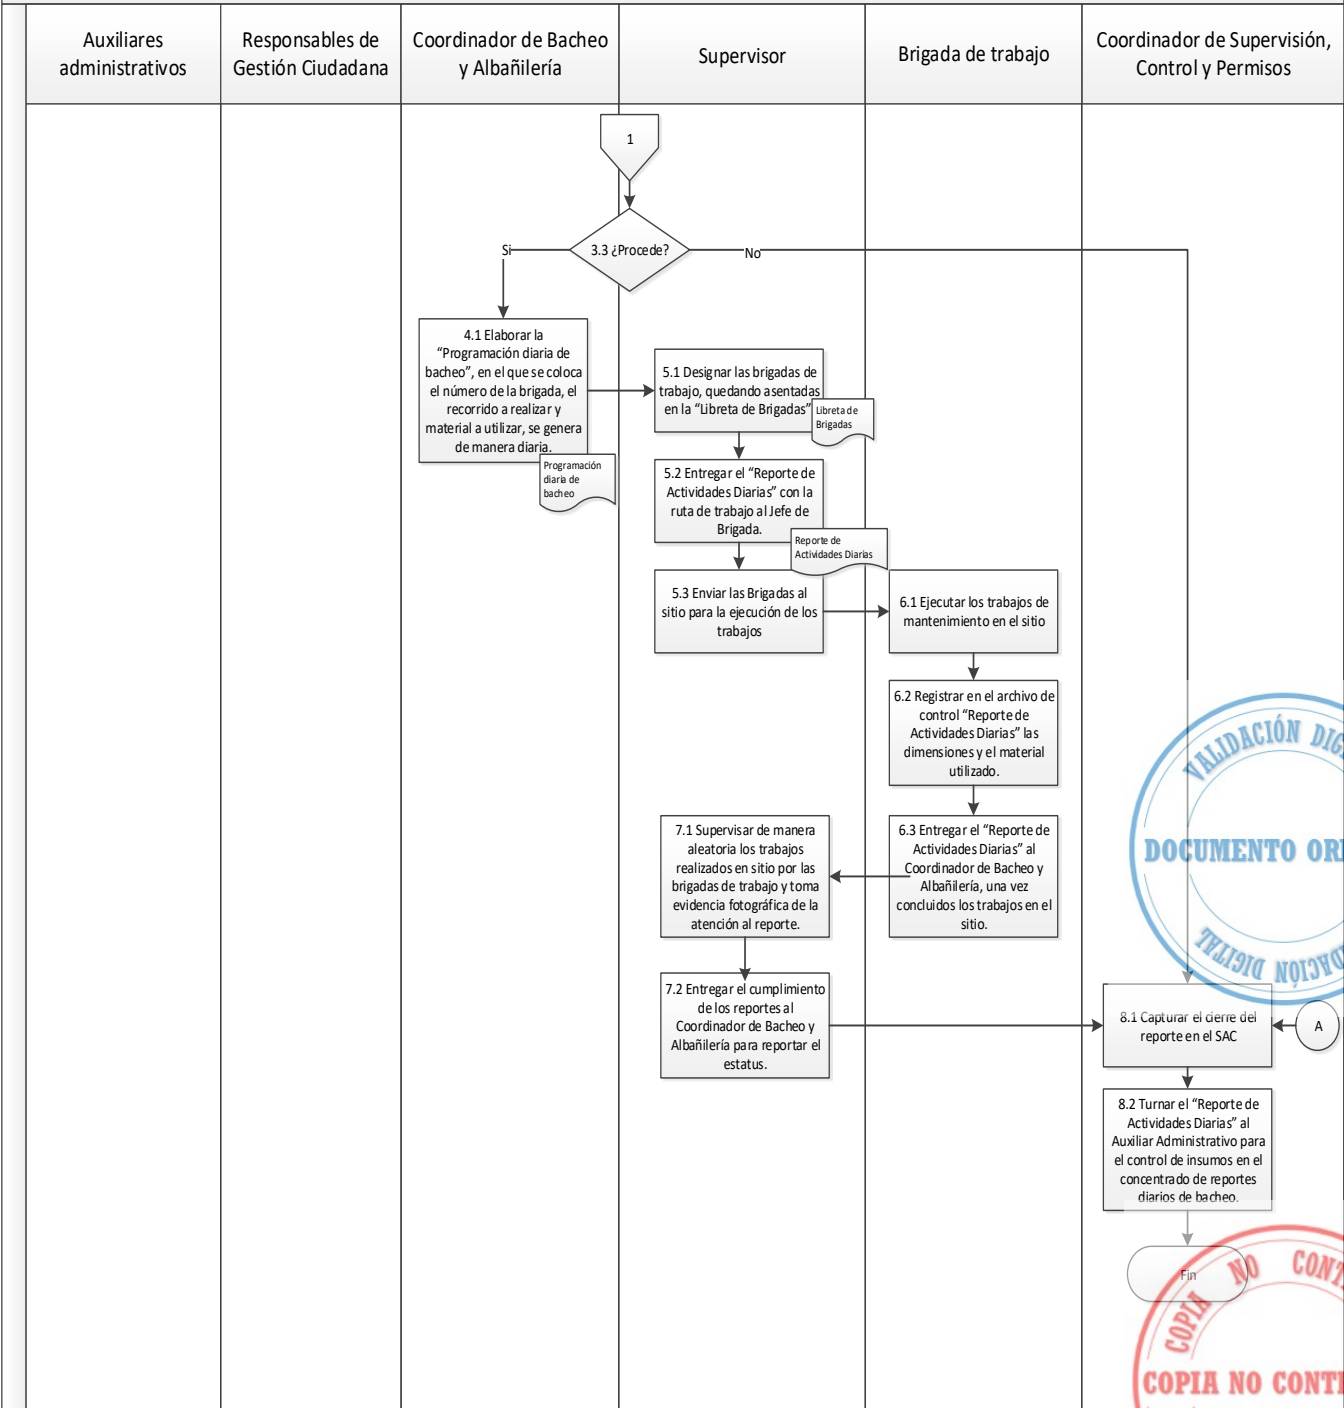 Auxiliares
administrativos
Responsables de
Gestión Ciudadana
Coordinador de Bacheo
y Albañilería
Supervisor
Brigada de trabajo
Coordinador de Supervisión,
Control y Permisos
1
3.3 ¿Procede?
Si
No
4.1 Elaborar la
“Programación diaria de
bacheo”, en el que se coloca
el número de la brigada, el
recorrido a realizar y
material a utilizar, se genera
de manera diaria.
Programación
diaria de
bacheo
5.1 Designar las brigadas de
trabajo, quedando asentadas
en la “Libreta de Brigadas”
Libreta de
Brigadas
5.2 Entregar el “Reporte de
Actividades Diarias” con la
ruta de trabajo al Jefe de
Brigada.
Reporte de
Actividades Diarias
5.3 Enviar las Brigadas al
sitio para la ejecución de los
trabajos
6.1 Ejecutar los trabajos de
mantenimiento en el sitio
6.2 Registrar en el archivo de
control “Reporte de
Actividades Diarias” las
dimensiones y el material
utilizado.
6.3 Entregar el “Reporte de
Actividades Diarias” al
Coordinador de Bacheo y
Albañilería, una vez
concluidos los trabajos en el
sitio.
7.1 Supervisar de manera
aleatoria los trabajos
realizados en sitio por las
brigadas de trabajo y toma
evidencia fotográfica de la
atención al reporte.
7.2 Entregar el cumplimiento
de los reportes al
Coordinador de Bacheo y
Albañilería para reportar el
estatus.
8.1 Capturar el cierre del
reporte en el SAC
A
8.2 Turnar el “Reporte de
Actividades Diarias” al
Auxiliar Administrativo para
el control de insumos en el
concentrado de reportes
diarios de bacheo.
Fin
VALIDACIÓN DIG
DOCUMENTO ORI
DACIÓN DIGITAL
COPIA NO CONT
COPIA NO CONT